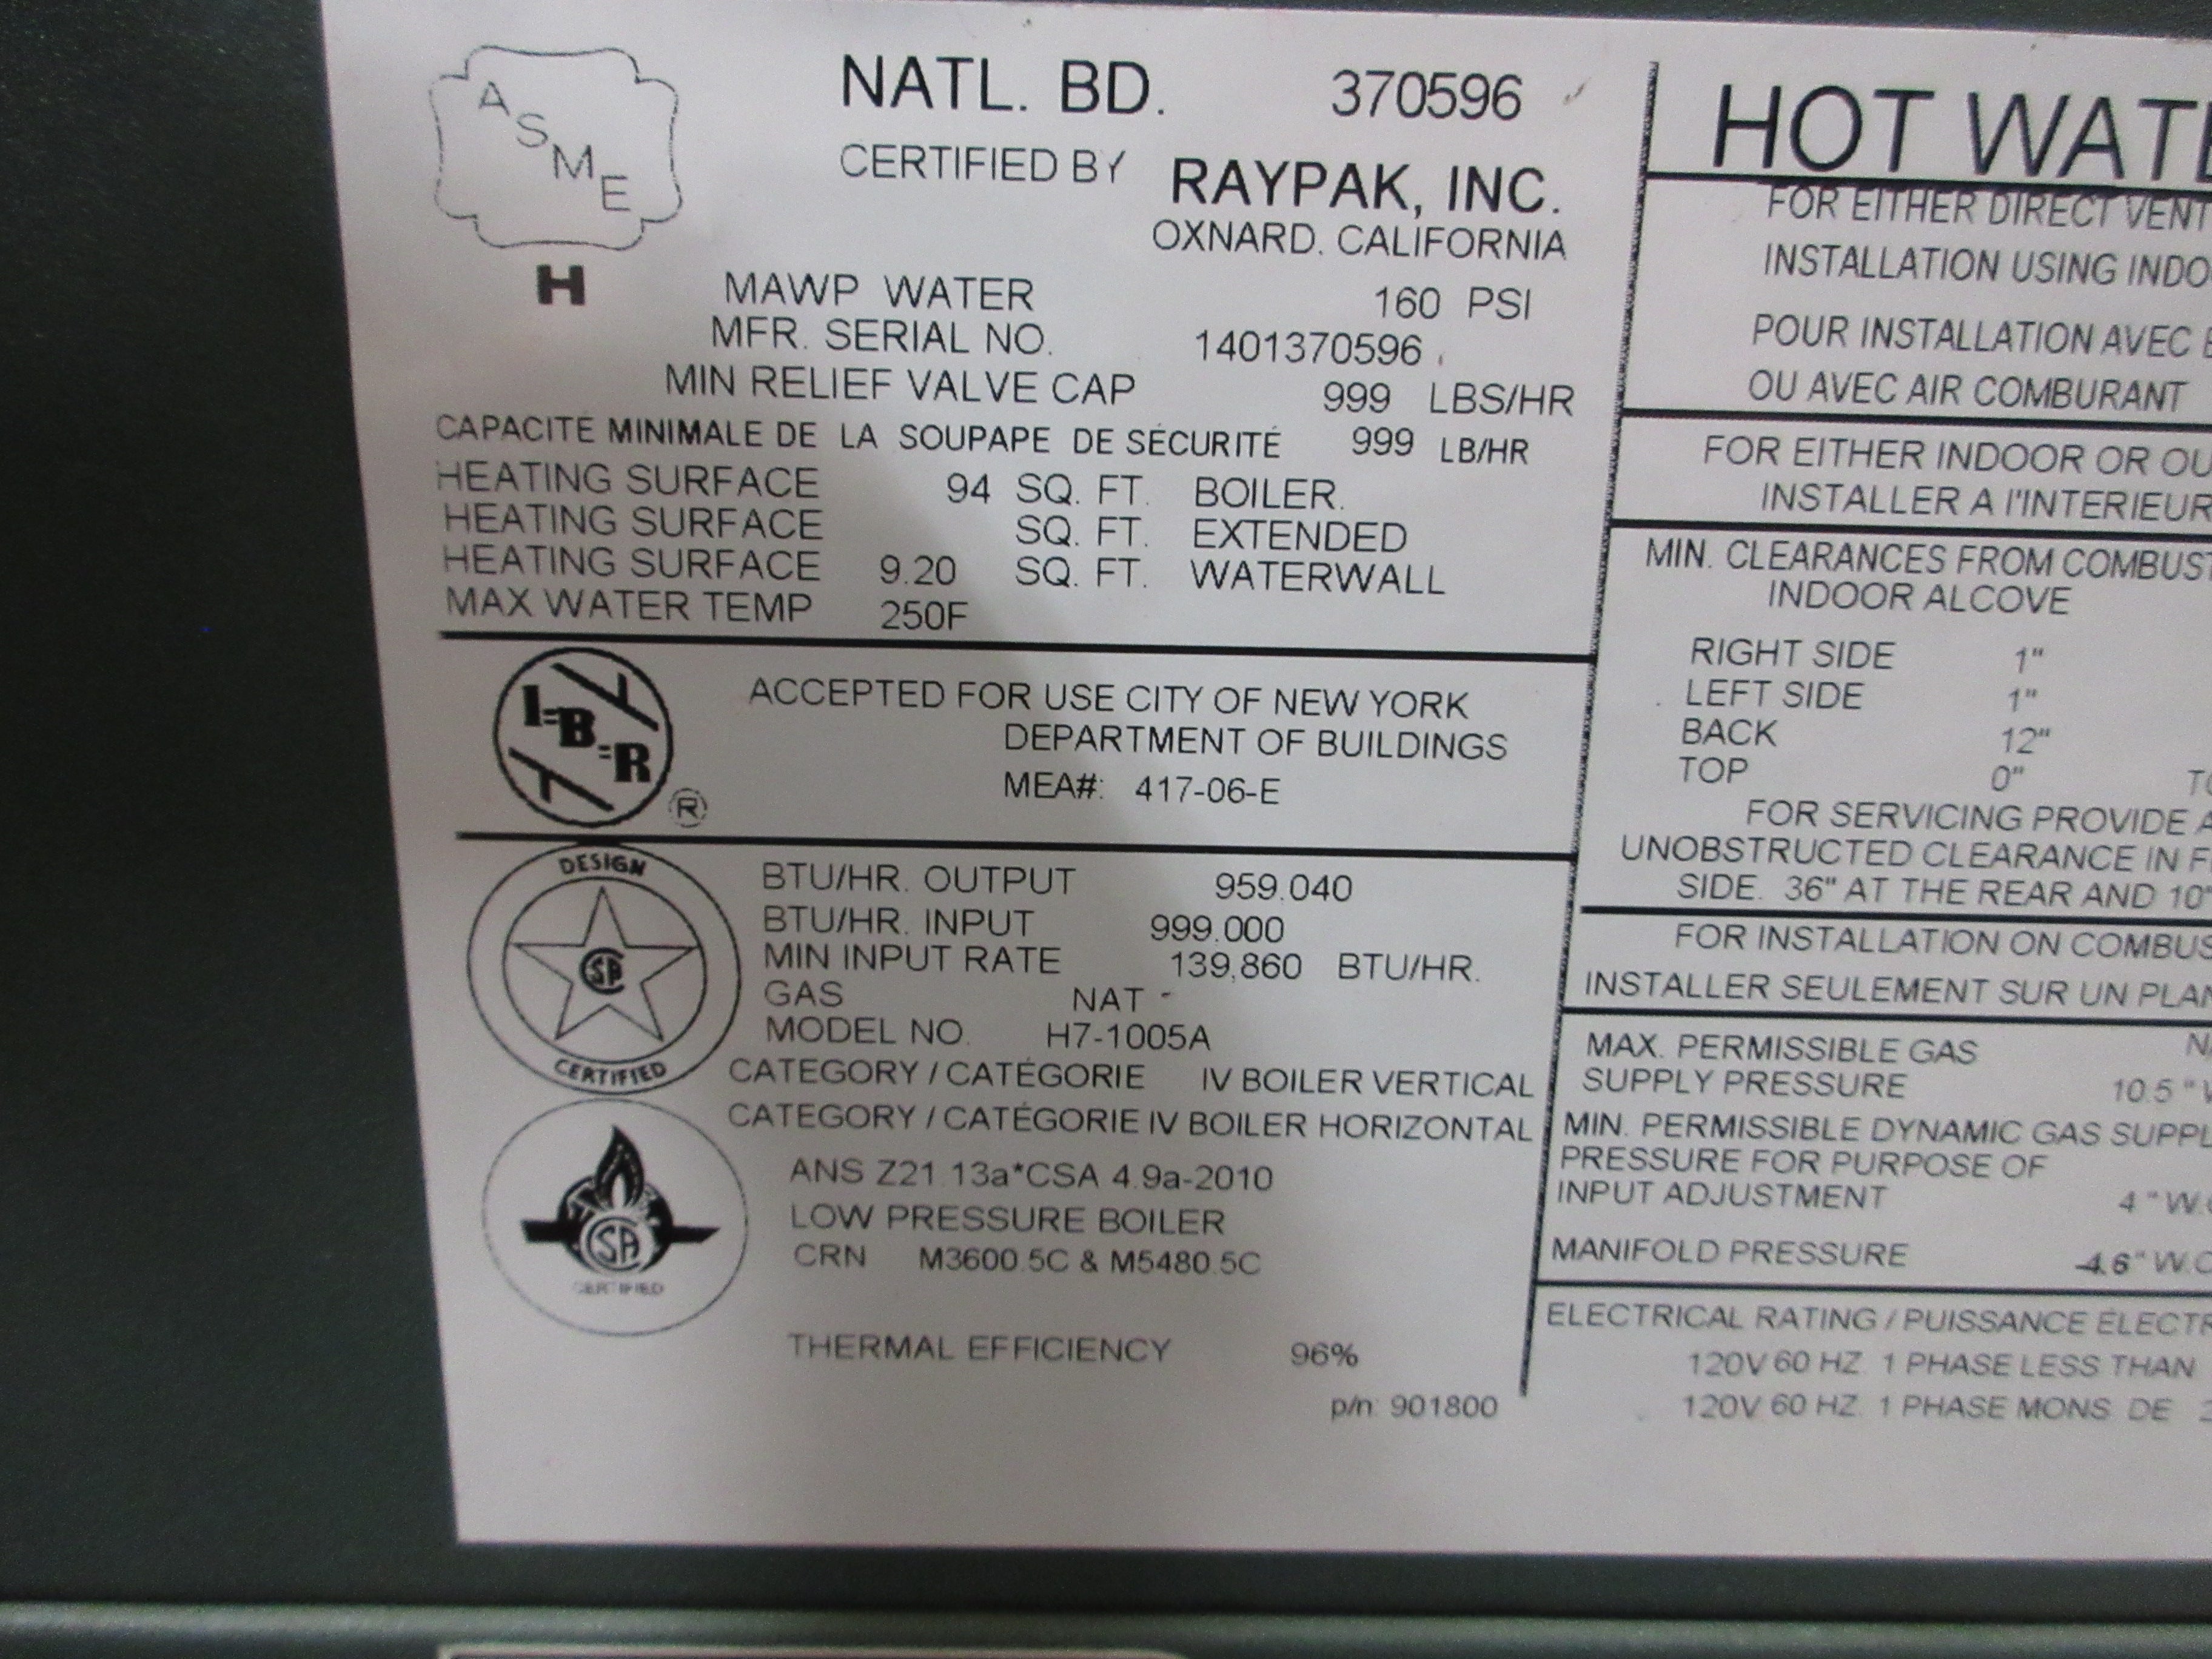 ASME
H
NATL. BD. 370596
CERTIFIED BY RAYPAK, INC.
OXNARD. CALIFORNIA
MAWP WATER 160 PSI
MFR. SERIAL NO. 1401370596
MIN RELIEF VALVE CAP 999 LBS/HR
CAPACITÉ MINIMALE DE LA SOUPAPE DE SÉCURITÉ 999 LB/HR
HEATING SURFACE 94 SQ. FT. BOILER.
HEATING SURFACE SQ. FT. EXTENDED
HEATING SURFACE 9.20 SQ. FT. WATERWALL
MAX WATER TEMP 250F
I=B=R
®
ACCEPTED FOR USE CITY OF NEW YORK
DEPARTMENT OF BUILDINGS
MEA#: 417-06-E
DESIGN
CERTIFIED
BTU/HR. OUTPUT 959.040
BTU/HR. INPUT 999.000
MIN INPUT RATE 139,860 BTU/HR.
GAS NAT -
MODEL NO. H7-1005A
CATEGORY / CATÉGORIE IV BOILER VERTICAL
CATEGORY / CATÉGORIE IV BOILER HORIZONTAL
CSA
CERTIFIED
ANS Z21.13a*CSA 4.9a-2010
LOW PRESSURE BOILER
CRN M3600.5C & M5480.5C
THERMAL EFFICIENCY 96%
p/n: 901800
HOT
FOR EITHER DIRECT VENT
INSTALLATION USING
POUR INSTALLATION AVEC
OU AVEC AIR COMBURANT
FOR EITHER INDOOR OR
INSTALLER A l'INTERIEUR
MIN. CLEARANCES FROM
INDOOR ALCOVE
RIGHT SIDE 1"
LEFT SIDE 1"
BACK 12"
TOP 0"
FOR SERVICING PROVIDE A
UNOBSTRUCTED CLEARANCE IN
SIDE. 36" AT THE REAR AND 10"
FOR INSTALLATION ON
INSTALLER SEULEMENT SUR UN
MAX. PERMISSIBLE GAS
SUPPLY PRESSURE 10.5 "
MIN. PERMISSIBLE DYNAMIC GAS
PRESSURE FOR PURPOSE OF
INPUT ADJUSTMENT 4 "
MANIFOLD PRESSURE -4.6"
ELECTRICAL RATING / PUISSANCE
120V 60 HZ. 1 PHASE LESS THAN
120V 60 HZ. 1 PHASE MONS DE